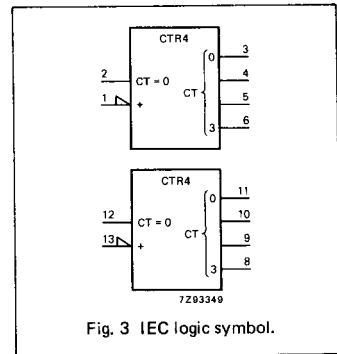 CTR4
0 3
2 CT = 0 4
CT
1 + 5
3 6
CTR4
0 11
12 CT = 0 10
CT
13 + 9
3 8
7Z93349
Fig. 3 IEC logic symbol.